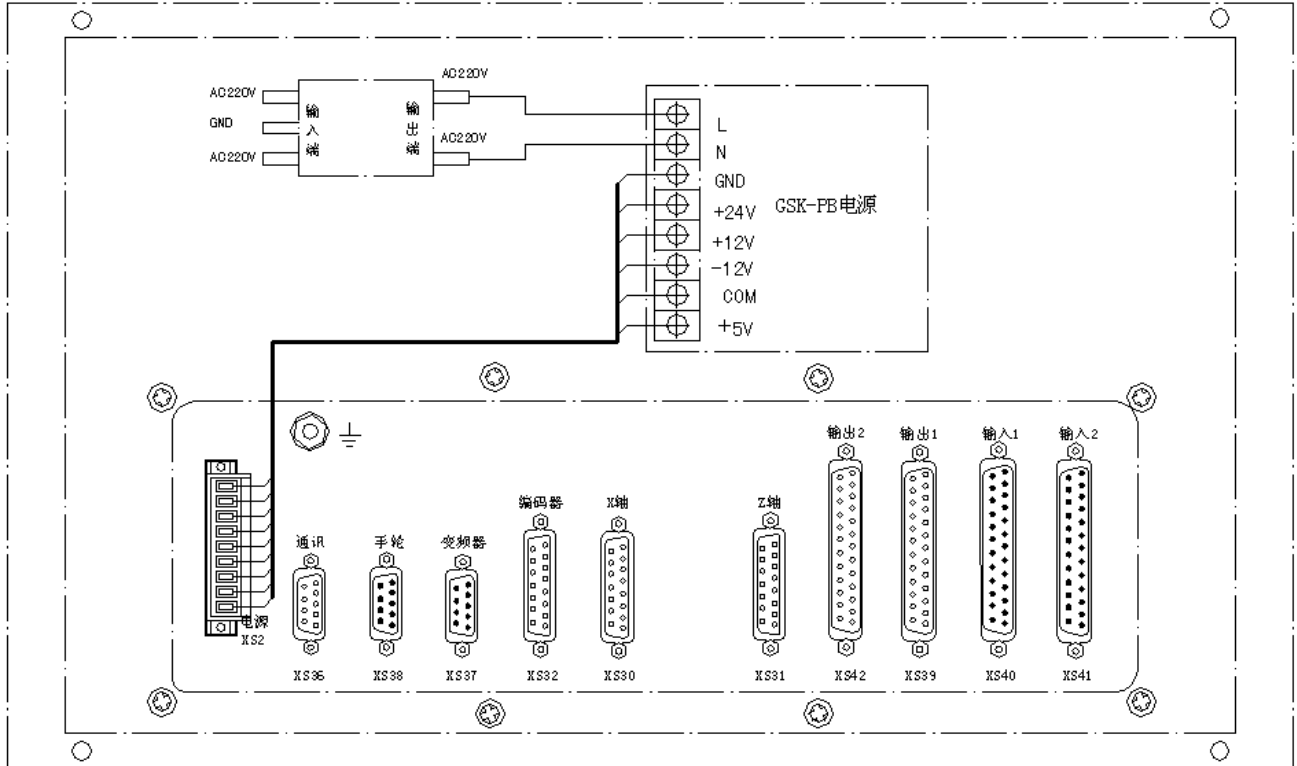 AC220V
AC220V
GND
AC220V
AC220V
输入端
输出端
L
N
GND
+24V
+12V
-12V
COM
+5V
GSK-PB电源
输出2
输出1
输入1
输入2
编码器
X轴
Z轴
通讯
手轮
变频器
电源
XS2
XS36
XS38
XS37
XS32
XS30
XS31
XS42
XS39
XS40
XS41